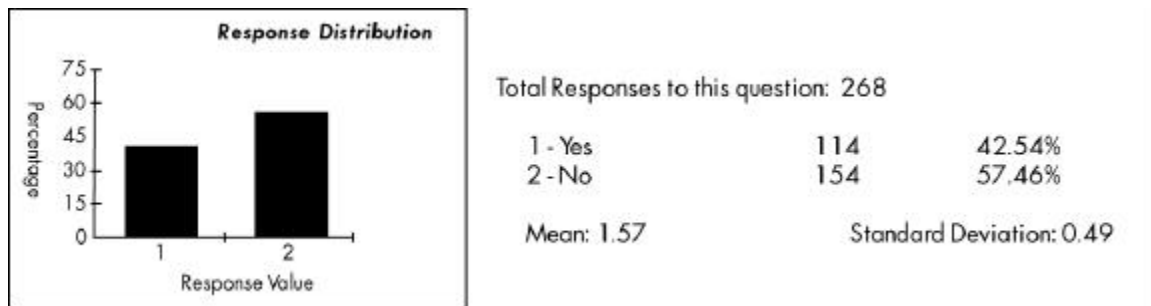 Response Distribution
75
60
45
30
15
0
Percentage
1 2
Response Value
Total Responses to this question: 268
1 - Yes 114 42.54%
2 - No 154 57.46%
Mean: 1.57 Standard Deviation: 0.49